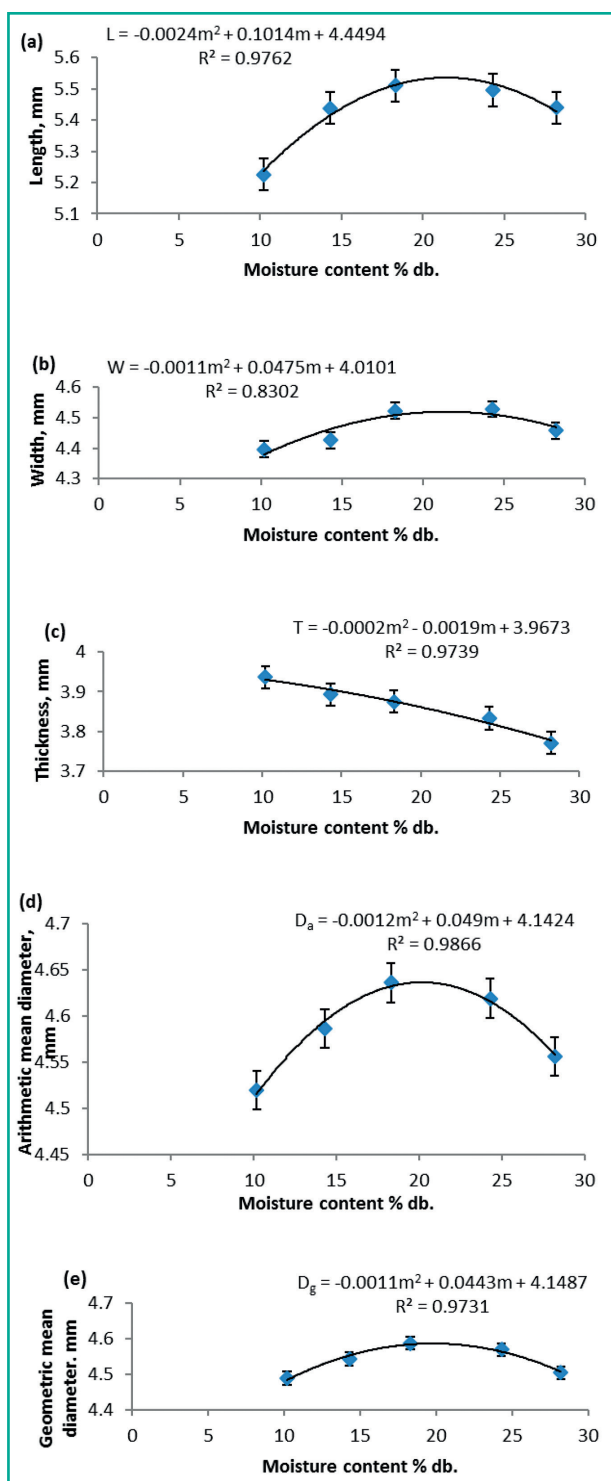 (a)
L = -0.0024m² + 0.1014m + 4.4494
R² = 0.9762
Length, mm
5.6
5.5
5.4
5.3
5.2
5.1
0 5 10 15 20 25 30
Moisture content % db.
(b)
W = -0.0011m² + 0.0475m + 4.0101
R² = 0.8302
Width, mm
4.6
4.5
4.4
4.3
0 5 10 15 20 25 30
Moisture content % db.
(c)
T = -0.0002m² - 0.0019m + 3.9673
R² = 0.9739
Thickness, mm
4
3.9
3.8
3.7
0 5 10 15 20 25 30
Moisture content % db.
(d)
Dₐ = -0.0012m² + 0.049m + 4.1424
R² = 0.9866
Arithmetic mean diameter,
mm
4.7
4.65
4.6
4.55
4.5
4.45
0 5 10 15 20 25 30
Moisture content % db.
(e)
D_g = -0.0011m² + 0.0443m + 4.1487
R² = 0.9731
Geometric mean
diameter. mm
4.7
4.6
4.5
4.4
0 5 10 15 20 25 30
Moisture content % db.